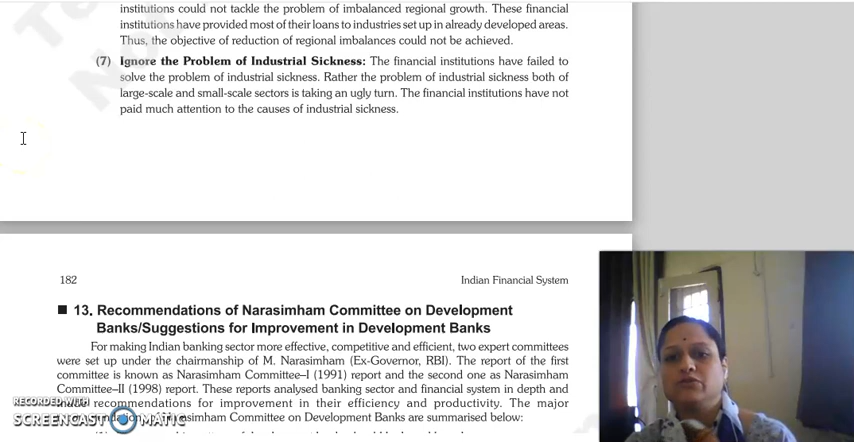 institutions could not tackle the problem of imbalanced regional growth. These financial
institutions have provided most of their loans to industries set up in already developed areas.
Thus, the objective of reduction of regional imbalances could not be achieved.
(7) Ignore the Problem of Industrial Sickness: The financial institutions have failed to
solve the problem of industrial sickness. Rather the problem of industrial sickness both of
large-scale and small-scale sectors is taking an ugly turn. The financial institutions have not
paid much attention to the causes of industrial sickness.
182 Indian Financial System
■ 13. Recommendations of Narasimham Committee on Development
Banks/Suggestions for Improvement in Development Banks
For making Indian banking sector more effective, competitive and efficient, two expert committees
were set up under the chairmanship of M. Narasimham (Ex-Governor, RBI). The report of the first
committee is known as Narasimham Committee–I (1991) report and the second one as Narasimham
Committee–II (1998) report. These reports analysed banking sector and financial system in depth and
recommendations for improvement in their efficiency and productivity. The major
Narasimham Committee on Development Banks are summarised below:
RECORDED WITH
SCREENCAST MATIC